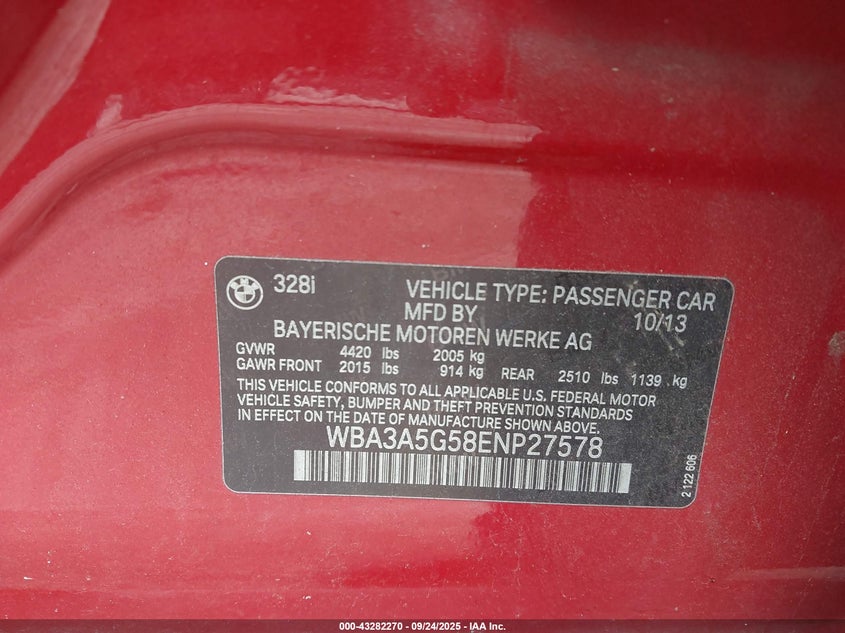 328i
VEHICLE TYPE: PASSENGER CAR
MFD BY 10/13
BAYERISCHE MOTOREN WERKE AG
GVWR 4420 lbs 2005 kg
GAWR FRONT 2015 lbs 914 kg REAR 2510 lbs 1139 kg
THIS VEHICLE CONFORMS TO ALL APPLICABLE U.S. FEDERAL MOTOR
VEHICLE SAFETY, BUMPER AND THEFT PREVENTION STANDARDS
IN EFFECT ON THE DATE OF MANUFACTURE SHOWN ABOVE.
WBA3A5G58ENP27578
2 122 606
000-43282270 - 09/24/2025 - IAA Inc.